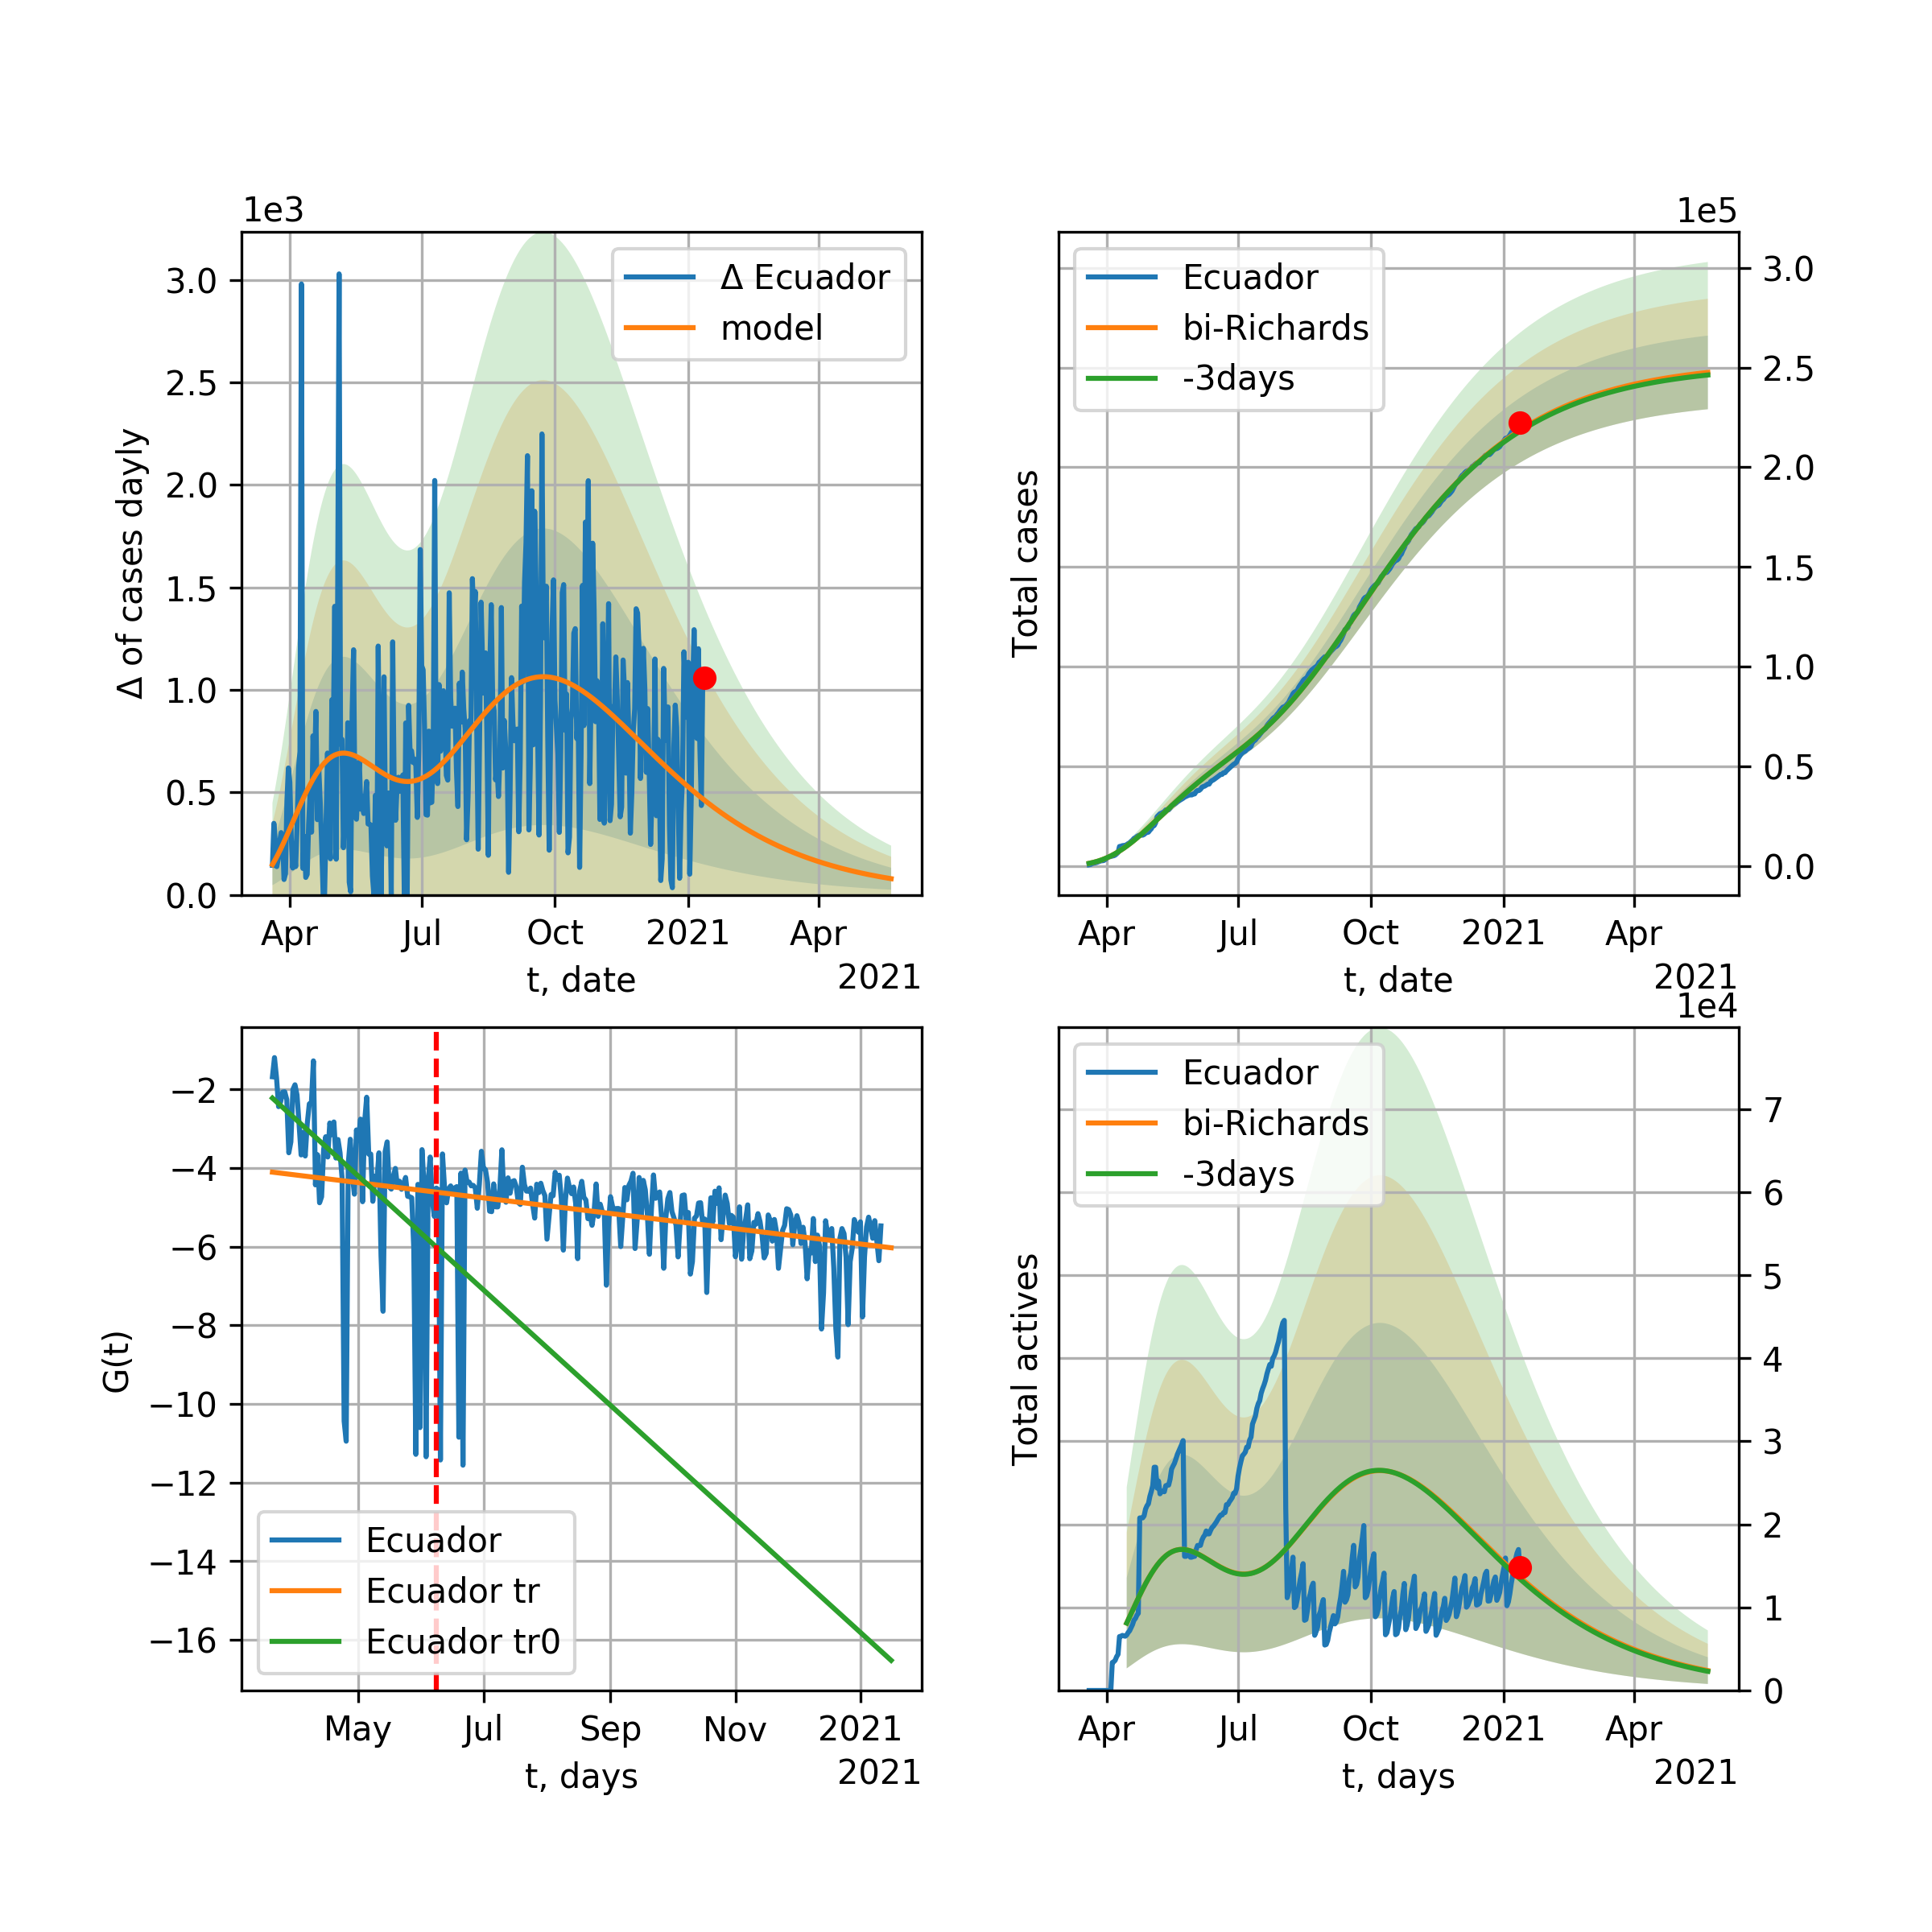 1e3
Δ of cases dayly
3.0
2.5
2.0
1.5
1.0
0.5
0.0
Δ Ecuador
model
Apr Jul Oct 2021 Apr
t, date
2021
1e5
Total cases
Ecuador
bi-Richards
-3days
3.0
2.5
2.0
1.5
1.0
0.5
0.0
Apr Jul Oct 2021 Apr
t, date
2021
G(t)
−2
−4
−6
−8
−10
−12
−14
−16
Ecuador
Ecuador tr
Ecuador tr0
May Jul Sep Nov 2021
t, days
2021
1e4
Total actives
Ecuador
bi-Richards
-3days
7
6
5
4
3
2
1
0
Apr Jul Oct 2021 Apr
t, days
2021